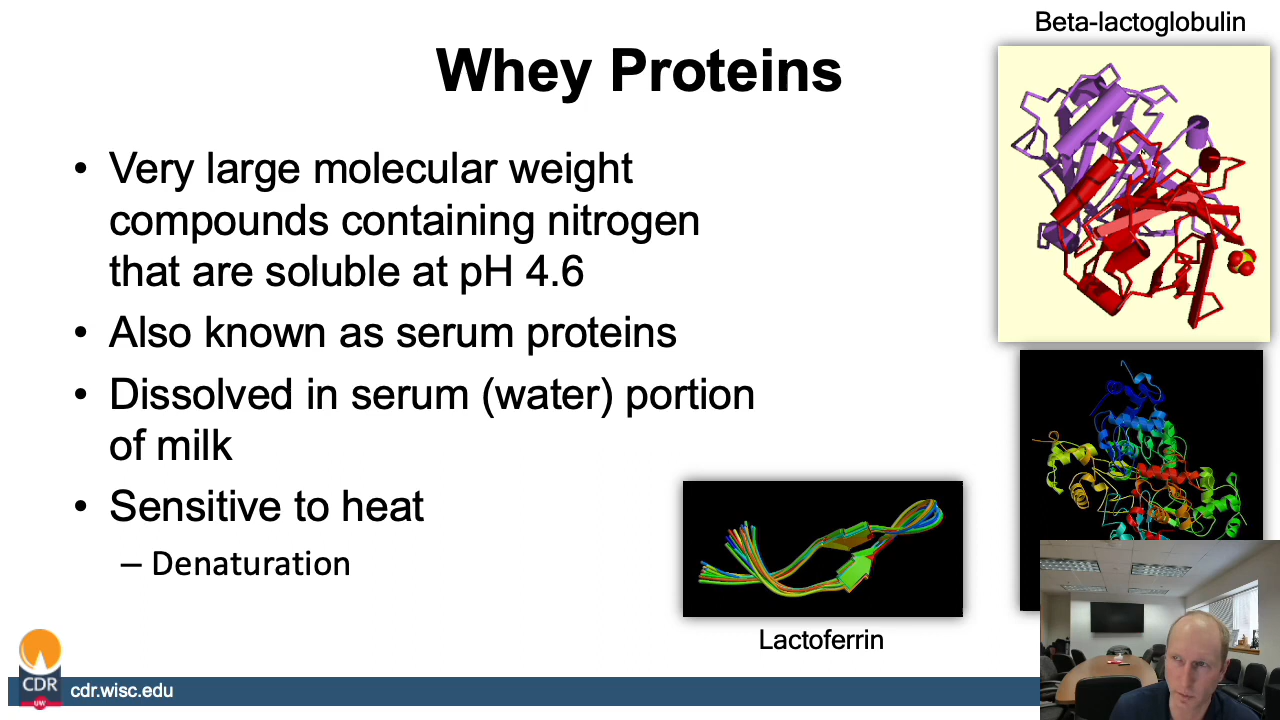 Beta-lactoglobulin
Whey Proteins
• Very large molecular weight
compounds containing nitrogen
that are soluble at pH 4.6
• Also known as serum proteins
• Dissolved in serum (water) portion
of milk
• Sensitive to heat
– Denaturation
Lactoferrin
CDR
UW
cdr.wisc.edu